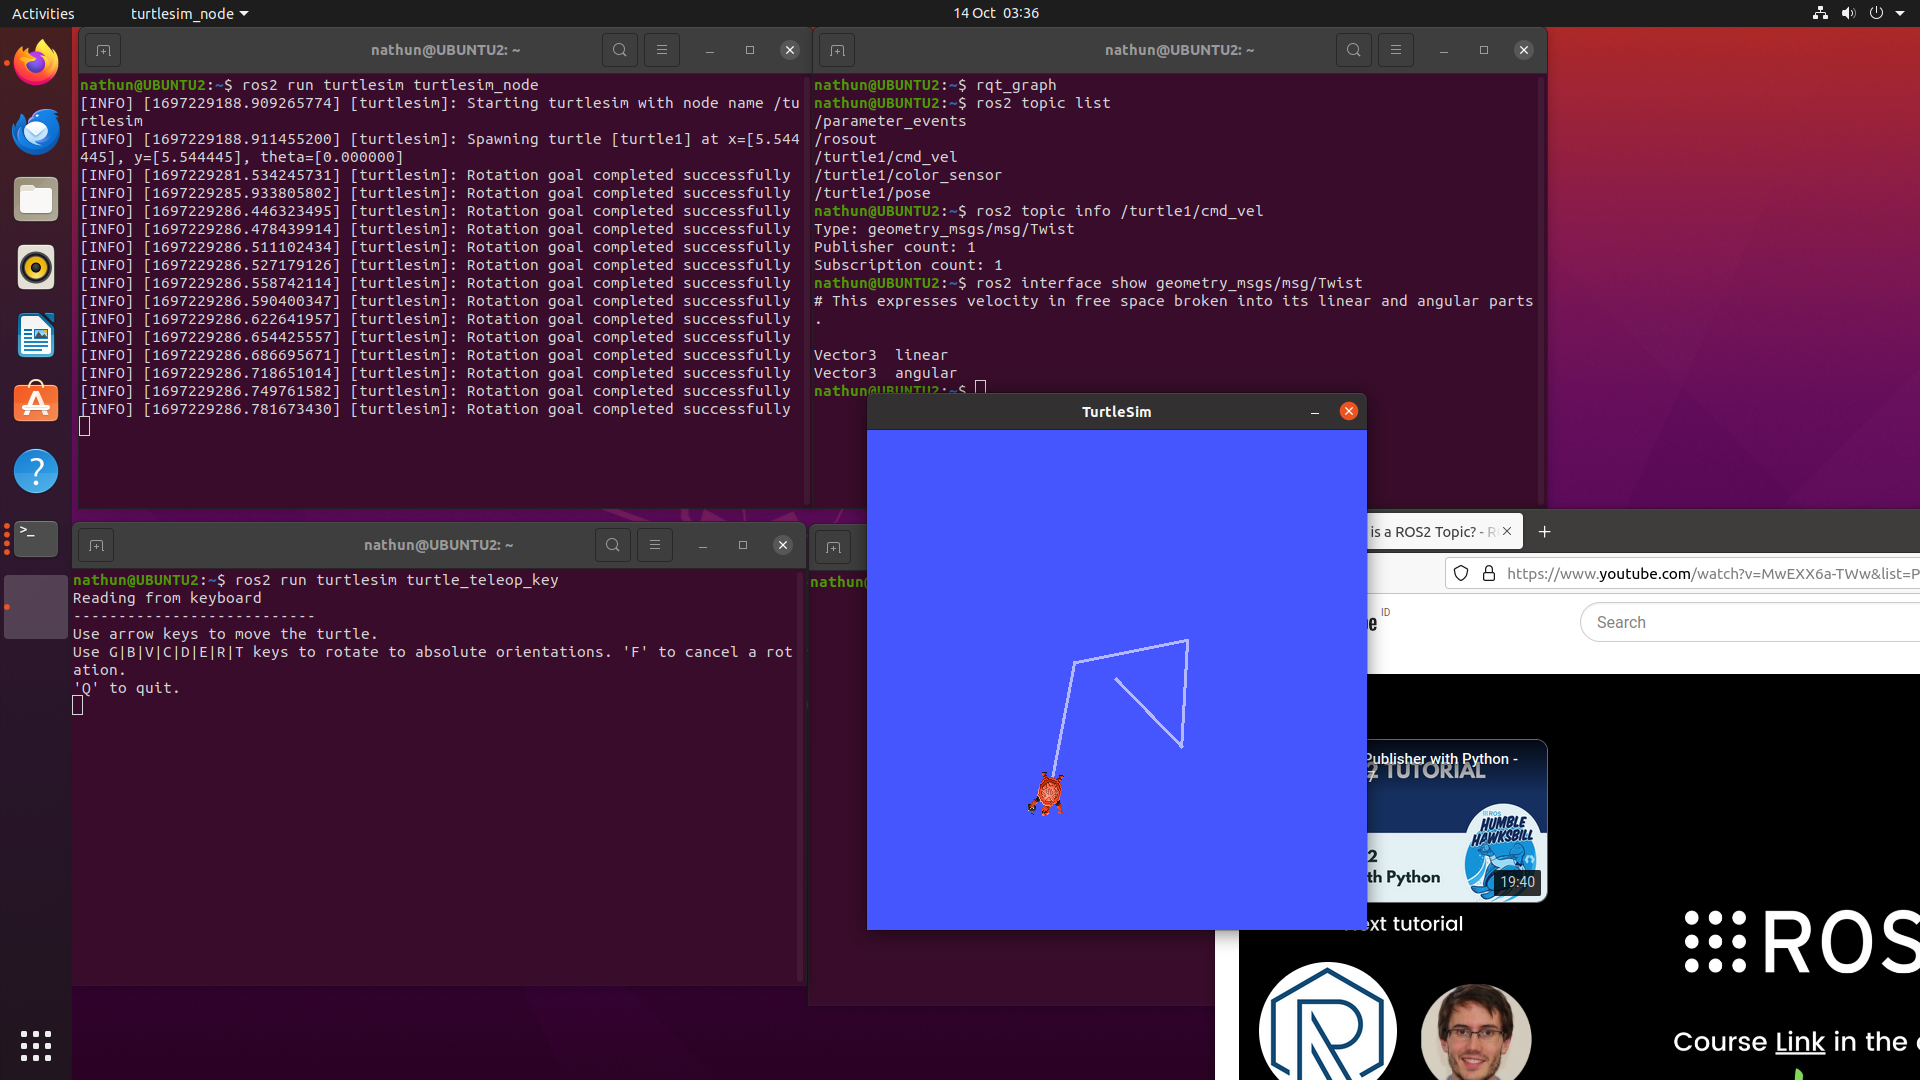 Activities
turtlesim_node
14 Oct 03:36
nathun@UBUNTU2: ~
nathun@UBUNTU2:~$ ros2 run turtlesim turtlesim_node
[INFO] [1697229188.909265774] [turtlesim]: Starting turtlesim with node name /tu
rtlesim
[INFO] [1697229188.911455200] [turtlesim]: Spawning turtle [turtle1] at x=[5.544
445], y=[5.544445], theta=[0.000000]
[INFO] [1697229281.534245731] [turtlesim]: Rotation goal completed successfully
[INFO] [1697229285.933805802] [turtlesim]: Rotation goal completed successfully
[INFO] [1697229286.446323495] [turtlesim]: Rotation goal completed successfully
[INFO] [1697229286.478439914] [turtlesim]: Rotation goal completed successfully
[INFO] [1697229286.511102434] [turtlesim]: Rotation goal completed successfully
[INFO] [1697229286.527179126] [turtlesim]: Rotation goal completed successfully
[INFO] [1697229286.558742114] [turtlesim]: Rotation goal completed successfully
[INFO] [1697229286.590400347] [turtlesim]: Rotation goal completed successfully
[INFO] [1697229286.622641957] [turtlesim]: Rotation goal completed successfully
[INFO] [1697229286.654425557] [turtlesim]: Rotation goal completed successfully
[INFO] [1697229286.686695671] [turtlesim]: Rotation goal completed successfully
[INFO] [1697229286.718651014] [turtlesim]: Rotation goal completed successfully
[INFO] [1697229286.749761582] [turtlesim]: Rotation goal completed successfully
[INFO] [1697229286.781673430] [turtlesim]: Rotation goal completed successfully
nathun@UBUNTU2: ~
nathun@UBUNTU2:~$ rqt_graph
nathun@UBUNTU2:~$ ros2 topic list
/parameter_events
/rosout
/turtle1/cmd_vel
/turtle1/color_sensor
/turtle1/pose
nathun@UBUNTU2:~$ ros2 topic info /turtle1/cmd_vel
Type: geometry_msgs/msg/Twist
Publisher count: 1
Subscription count: 1
nathun@UBUNTU2:~$ ros2 interface show geometry_msgs/msg/Twist
# This expresses velocity in free space broken into its linear and angular parts
.
Vector3  linear
Vector3  angular
nathun@UBUNTU2:~$
nathun@UBUNTU2: ~
nathun@UBUNTU2:~$ ros2 run turtlesim turtle_teleop_key
Reading from keyboard
---------------------------
Use arrow keys to move the turtle.
Use G|B|V|C|D|E|R|T keys to rotate to absolute orientations. 'F' to cancel a rot
ation.
'Q' to quit.
nathun@
TurtleSim
is a ROS2 Topic? - R
https://www.youtube.com/watch?v=MwEXX6a-TWw&list=P
ID
Search
Publisher with Python -
2 TUTORIAL
ROS
HUMBLE
HAWKSBILL
2
th Python
19:40
ext tutorial
ROS
Course Link in the